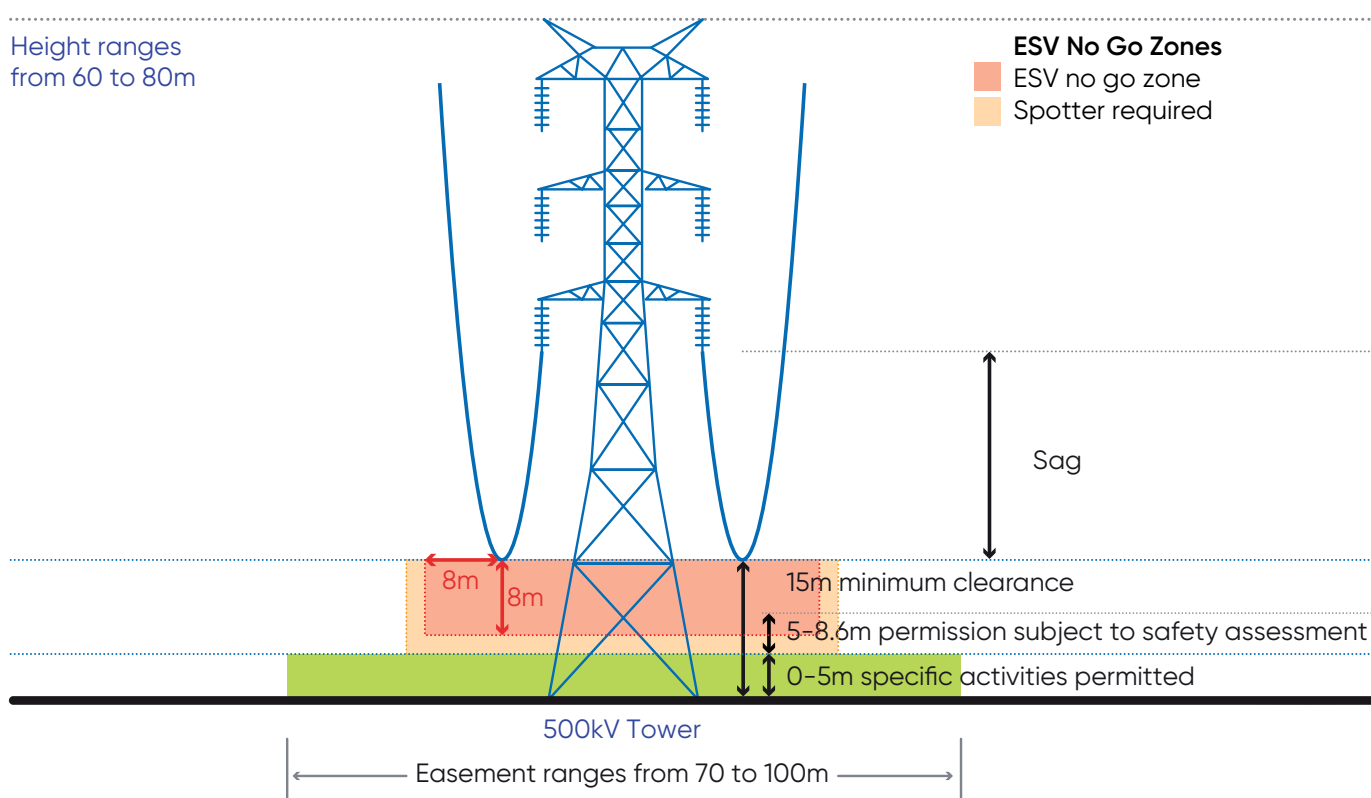 Height ranges
from 60 to 80m
ESV No Go Zones
ESV no go zone
Spotter required
Sag
8m
8m
15m minimum clearance
5-8.6m permission subject to safety assessment
0-5m specific activities permitted
500kV Tower
Easement ranges from 70 to 100m